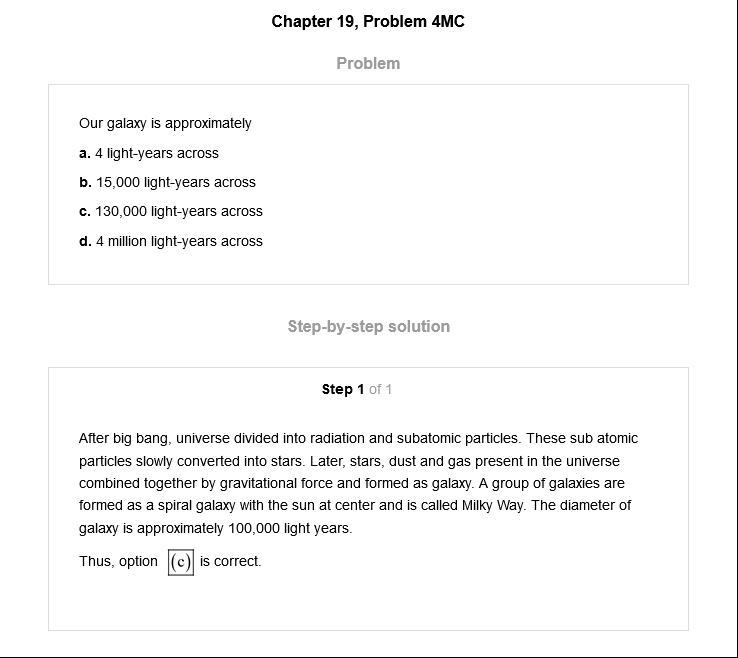 Chapter 19, Problem 4MC
Problem
Our galaxy is approximately
a. 4 light-years across
b. 15,000 light-years across
c. 130,000 light-years across
d. 4 million light-years across
Step-by-step solution
Step 1 of 1
After big bang, universe divided into radiation and subatomic particles. These sub atomic
particles slowly converted into stars. Later, stars, dust and gas present in the universe
combined together by gravitational force and formed as galaxy. A group of galaxies are
formed as a spiral galaxy with the sun at center and is called Milky Way. The diameter of
galaxy is approximately 100,000 light years.
Thus, option (c) is correct.